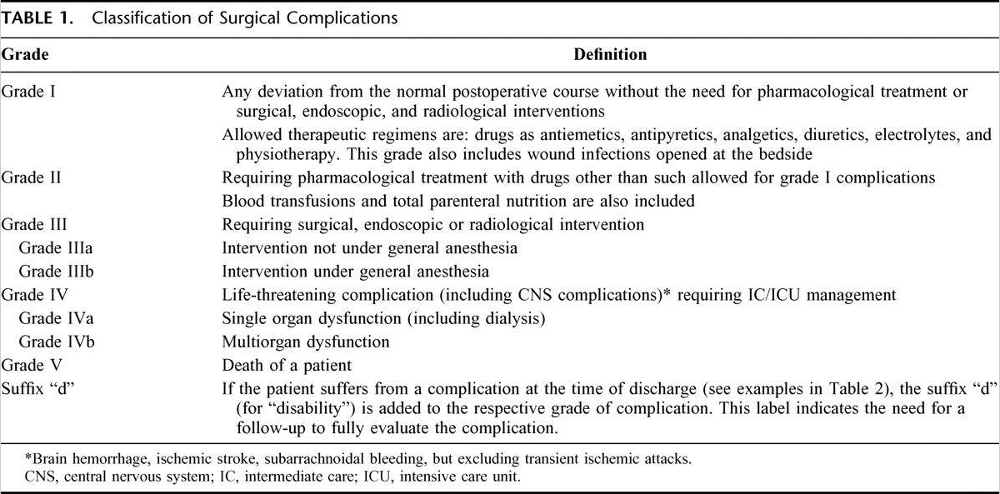 TABLE 1. Classification of Surgical Complications
Grade Definition
Grade I Any deviation from the normal postoperative course without the need for pharmacological treatment or
surgical, endoscopic, and radiological interventions
Allowed therapeutic regimens are: drugs as antiemetics, antipyretics, analgetics, diuretics, electrolytes, and
physiotherapy. This grade also includes wound infections opened at the bedside
Grade II Requiring pharmacological treatment with drugs other than such allowed for grade I complications
Blood transfusions and total parenteral nutrition are also included
Grade III Requiring surgical, endoscopic or radiological intervention
Grade IIIa Intervention not under general anesthesia
Grade IIIb Intervention under general anesthesia
Grade IV Life-threatening complication (including CNS complications)* requiring IC/ICU management
Grade IVa Single organ dysfunction (including dialysis)
Grade IVb Multiorgan dysfunction
Grade V Death of a patient
Suffix “d” If the patient suffers from a complication at the time of discharge (see examples in Table 2), the suffix “d”
(for “disability”) is added to the respective grade of complication. This label indicates the need for a
follow-up to fully evaluate the complication.
*Brain hemorrhage, ischemic stroke, subarrachnoidal bleeding, but excluding transient ischemic attacks.
CNS, central nervous system; IC, intermediate care; ICU, intensive care unit.